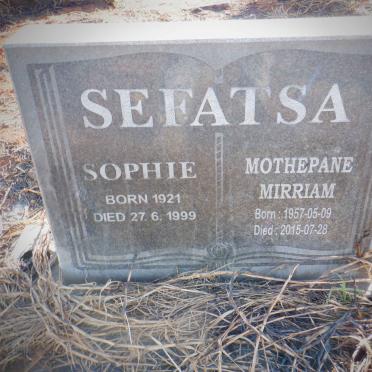 SEFATSA
SOPHIE
BORN 1921
DIED 27. 6. 1999
MOTHEPANE
MIRRIAM
Born : 1957-05-09
Died : 2015-07-28